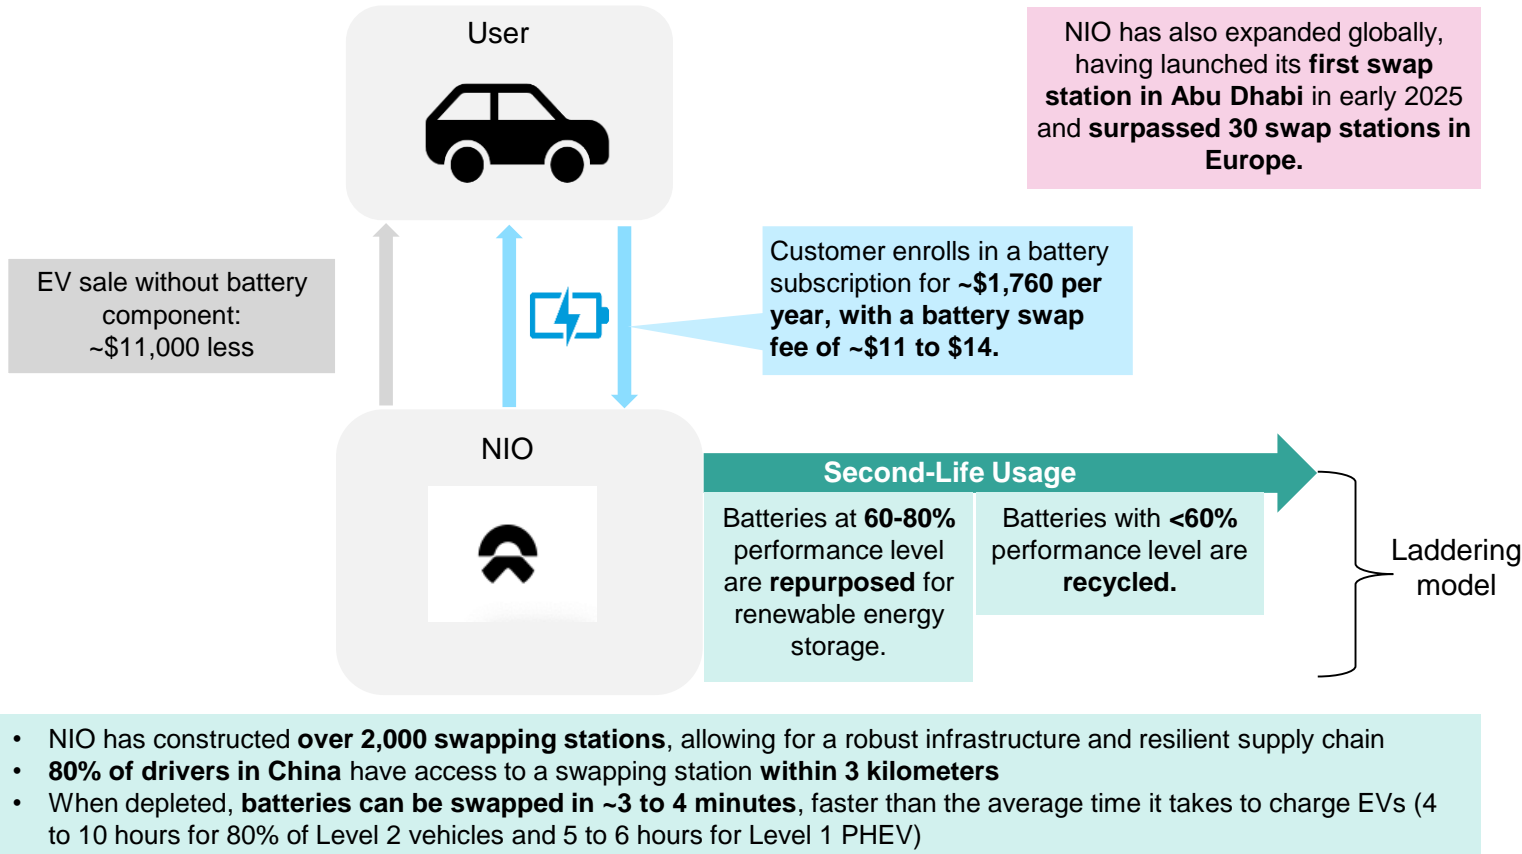 User
NIO has also expanded globally,
having launched its first swap
station in Abu Dhabi in early 2025
and surpassed 30 swap stations in
Europe.
EV sale without battery
component:
~$11,000 less
Customer enrolls in a battery
subscription for ~$1,760 per
year, with a battery swap
fee of ~$11 to $14.
NIO
Second-Life Usage
Batteries at 60-80%
performance level
are repurposed for
renewable energy
storage.
Batteries with <60%
performance level are
recycled.
Laddering
model
• NIO has constructed over 2,000 swapping stations, allowing for a robust infrastructure and resilient supply chain
• 80% of drivers in China have access to a swapping station within 3 kilometers
• When depleted, batteries can be swapped in ~3 to 4 minutes, faster than the average time it takes to charge EVs (4
to 10 hours for 80% of Level 2 vehicles and 5 to 6 hours for Level 1 PHEV)